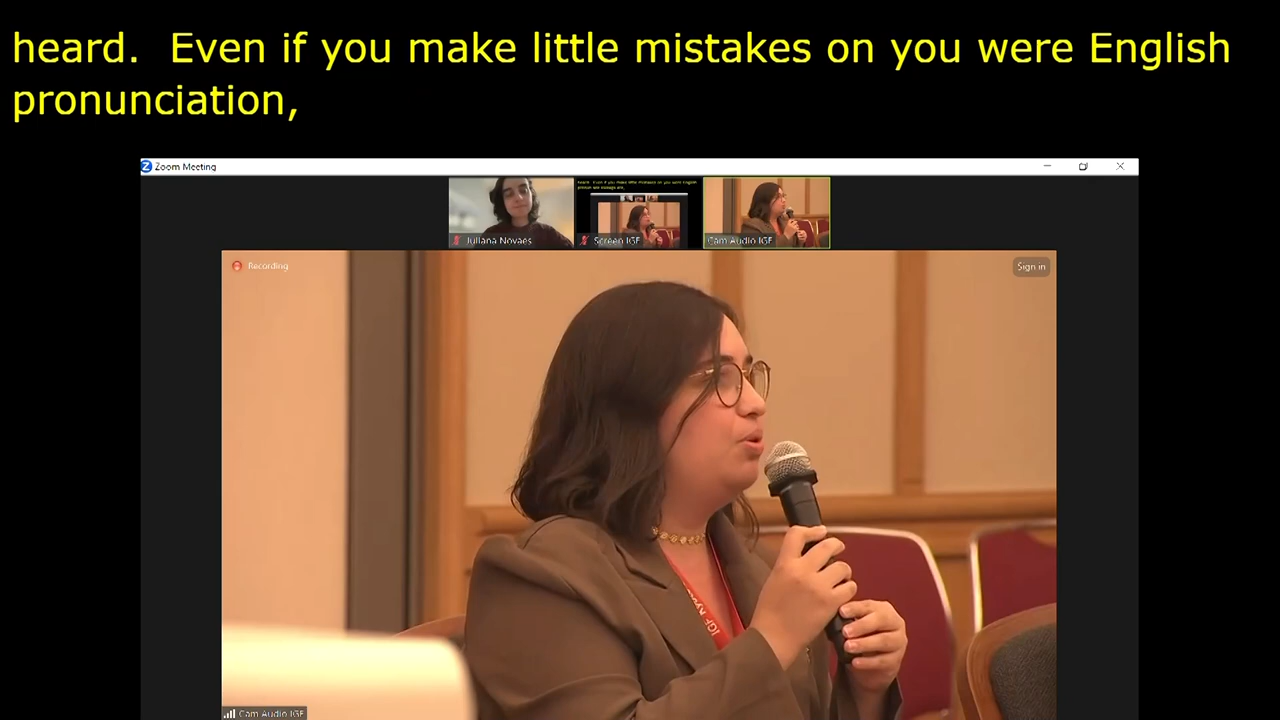 heard.  Even if you make little mistakes on you were English
pronunciation,
Zoom Meeting
Juliana Novaes
Screen IGF
Cam Audio IGF
Recording
Sign in
IGF
Cam Audio IGF